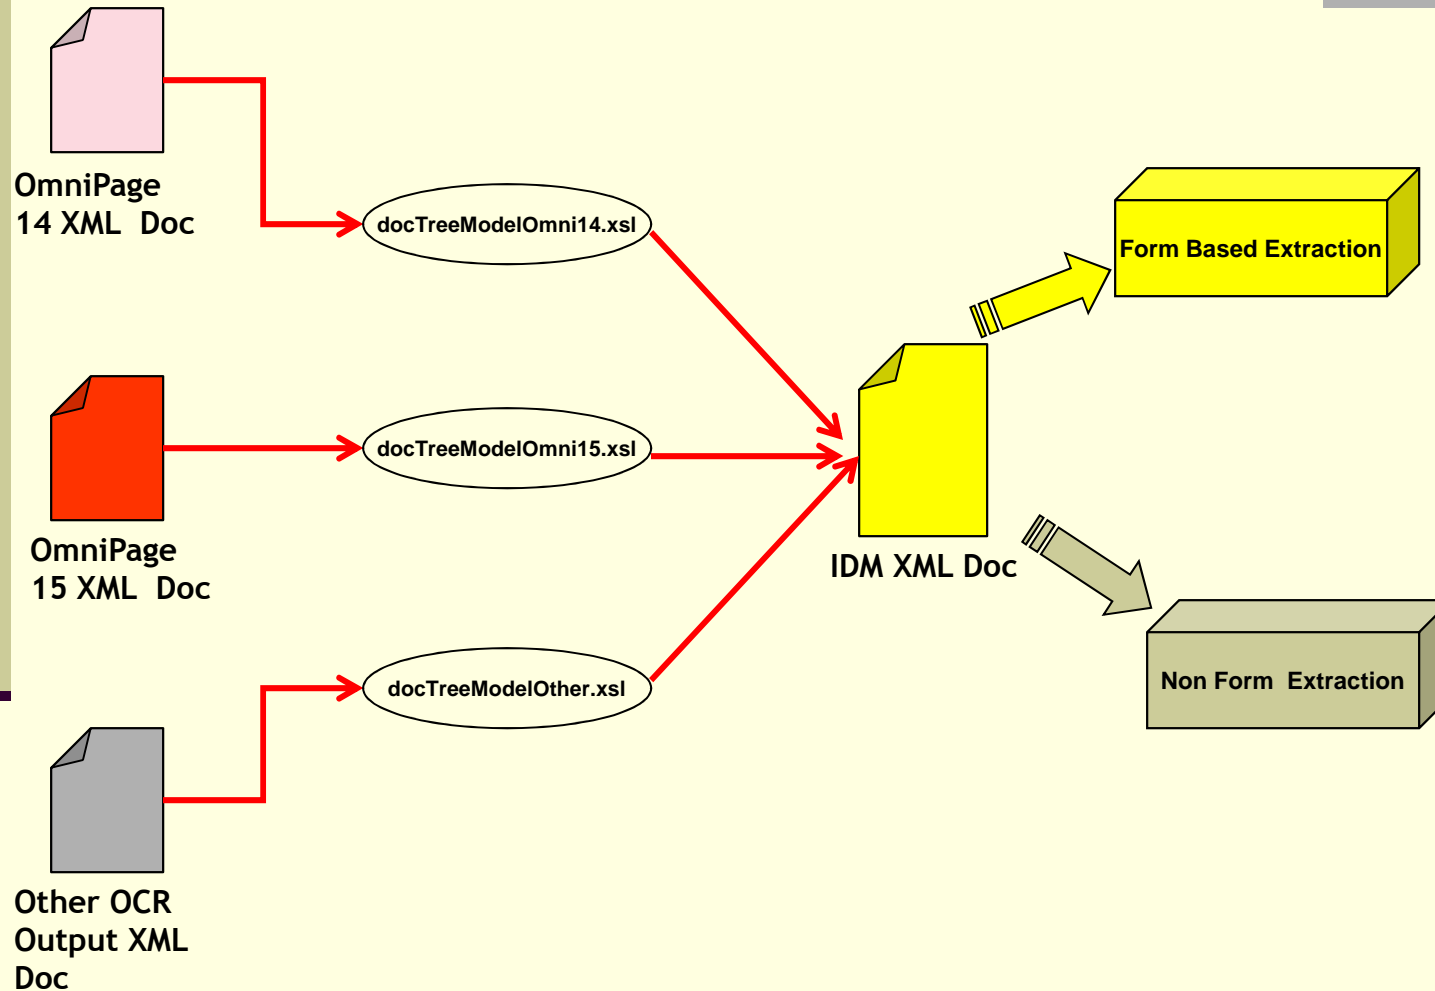 OmniPage
14 XML Doc
docTreeModelOmni14.xsl
Form Based Extraction
docTreeModelOmni15.xsl
OmniPage
15 XML Doc
IDM XML Doc
docTreeModelOther.xsl
Non Form Extraction
Other OCR
Output XML
Doc